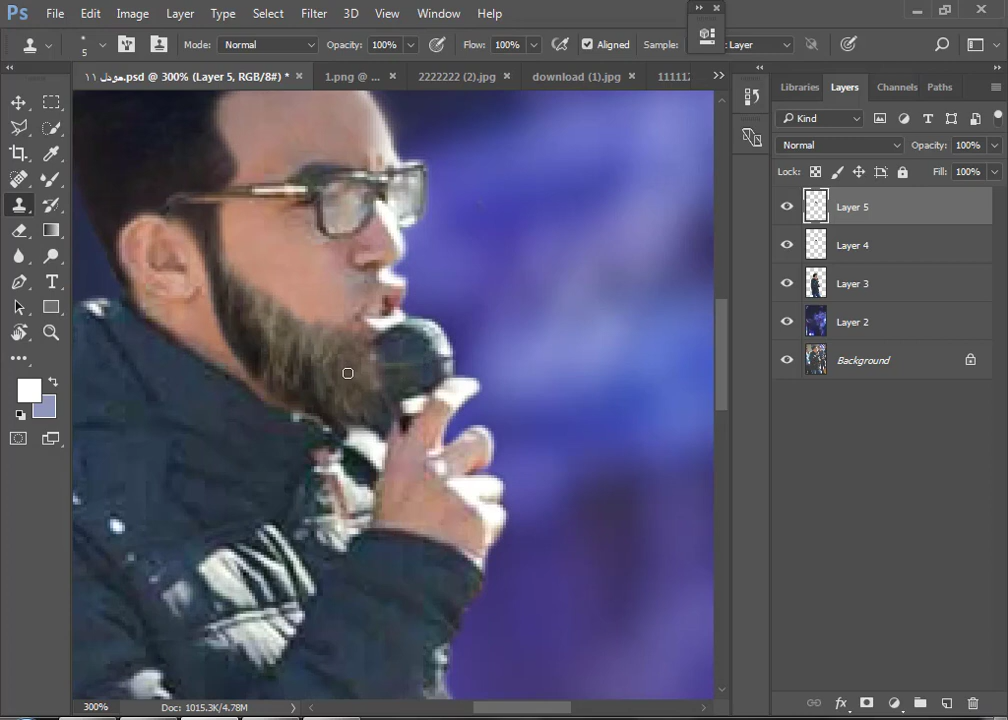 Ps File Edit Image Layer Type Select Filter 3D View Window Help
5 Mode: Normal Opacity: 100% Flow: 100% Aligned Sample: Layer
مودل ١١.psd @ 300% (Layer 5, RGB/8#) * × 1.png @ ... × 2222222 (2).jpg × download (1).jpg × 111112
Libraries Layers Channels Paths
Kind
Normal Opacity: 100%
Lock: Fill: 100%
Layer 5
Layer 4
Layer 3
Layer 2
Background
300% Doc: 1015.3K/4.78M